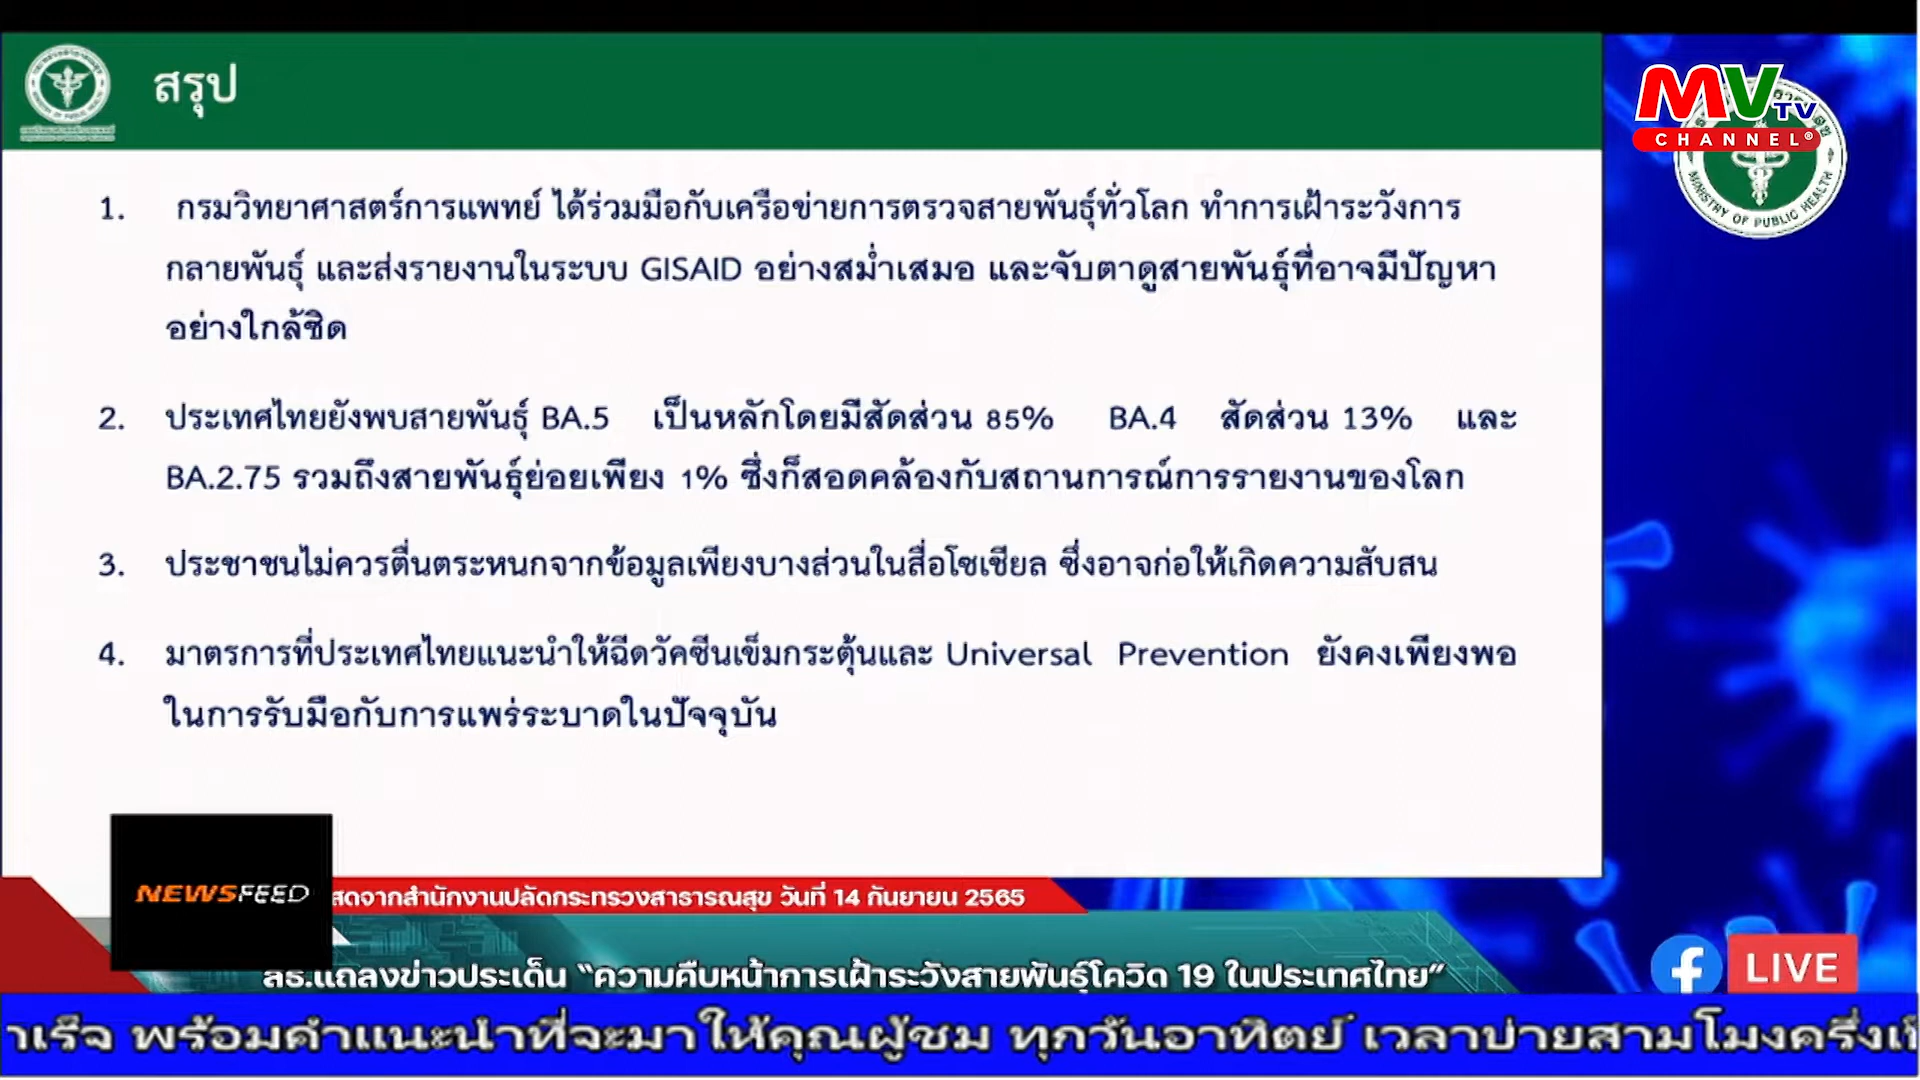 สรุป
MVTV
CHANNEL®
MINISTRY OF PUBLIC HEALTH
1. กรมวิทยาศาสตร์การแพทย์ ได้ร่วมมือกับเครือข่ายการตรวจสายพันธุ์ทั่วโลก ทำการเฝ้าระวังการ
กลายพันธุ์ และส่งรายงานในระบบ GISAID อย่างสม่ำเสมอ และจับตาดูสายพันธุ์ที่อาจมีปัญหา
อย่างใกล้ชิด
2. ประเทศไทยยังพบสายพันธุ์ BA.5 เป็นหลักโดยมีสัดส่วน 85% BA.4 สัดส่วน 13% และ
BA.2.75 รวมถึงสายพันธุ์ย่อยเพียง 1% ซึ่งก็สอดคล้องกับสถานการณ์การรายงานของโลก
3. ประชาชนไม่ควรตื่นตระหนกจากข้อมูลเพียงบางส่วนในสื่อโซเชียล ซึ่งอาจก่อให้เกิดความสับสน
4. มาตรการที่ประเทศไทยแนะนำให้ฉีดวัคซีนเข็มกระตุ้นและ Universal Prevention ยังคงเพียงพอ
ในการรับมือกับการแพร่ระบาดในปัจจุบัน
NEWSFEED
สดจากสำนักงานปลัดกระทรวงสาธารณสุข วันที่ 14 กันยายน 2565
สธ.แถลงข่าวประเด็น “ความคืบหน้าการเฝ้าระวังสายพันธุ์โควิด 19 ในประเทศไทย”
LIVE
าเร็จ พร้อมคำแนะนำที่จะมาให้คุณผู้ชม ทุกวันอาทิตย์ เวลาบ่ายสามโมงครึ่ง